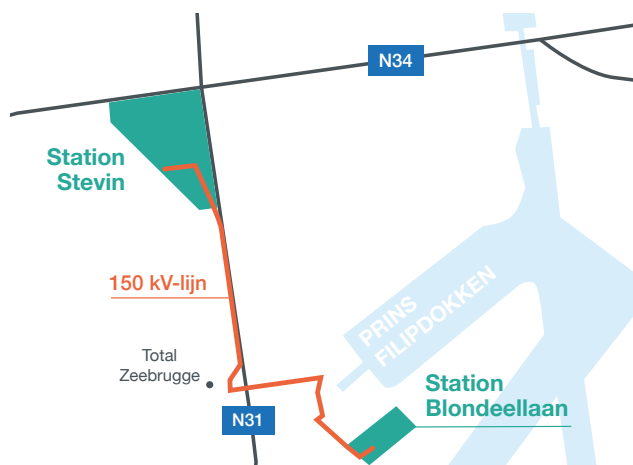 N34
Station
Stevin
150 kV-lijn
PRINS
FILIPDOKKEN
Total
Zeebrugge
Station
Blondeellaan
N31